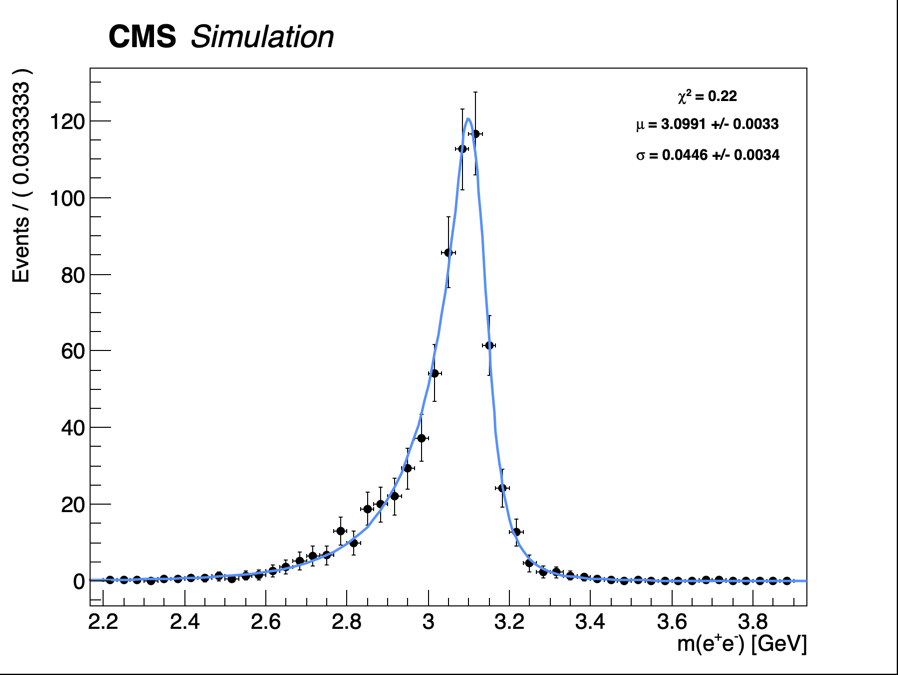 CMS Simulation
Events / ( 0.0333333 )
χ² = 0.22
μ = 3.0991 +/- 0.0033
σ = 0.0446 +/- 0.0034
120
100
80
60
40
20
0
2.2 2.4 2.6 2.8 3 3.2 3.4 3.6 3.8
m(e⁺e⁻) [GeV]